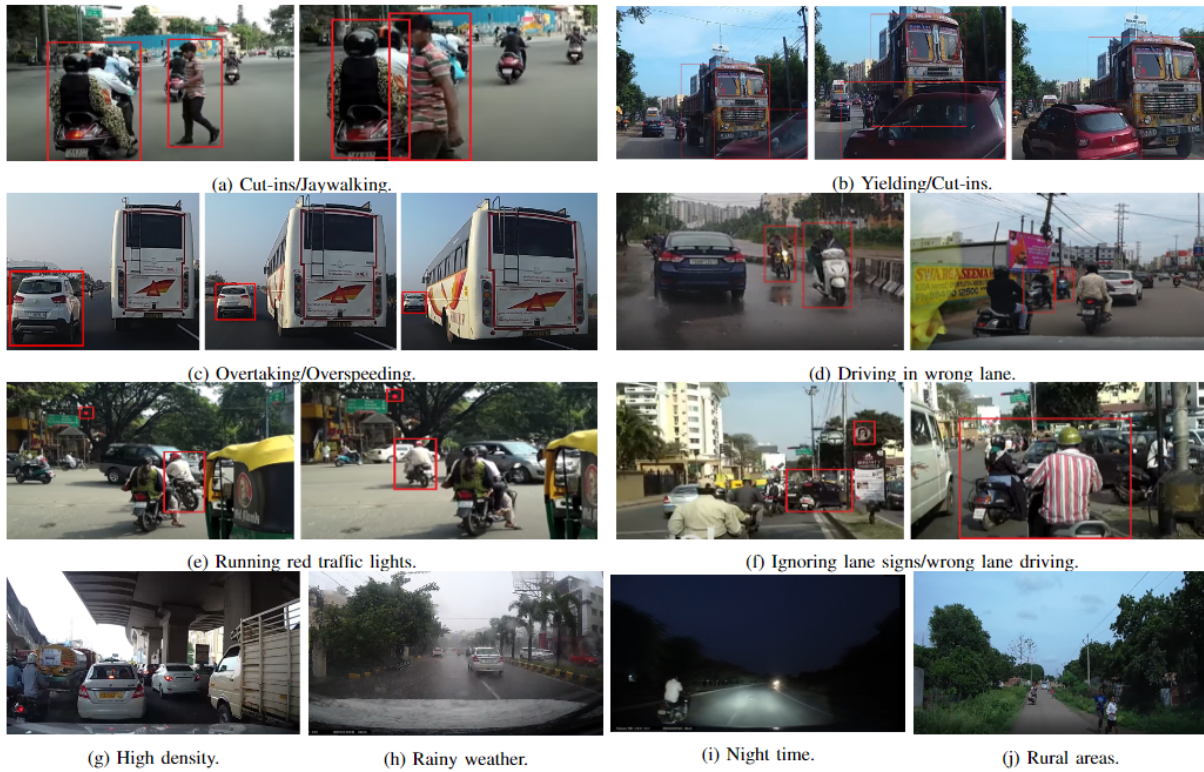 (a) Cut-ins/Jaywalking.
(b) Yielding/Cut-ins.
(c) Overtaking/Overspeeding.
SWARGASEEMA
(d) Driving in wrong lane.
(e) Running red traffic lights.
(f) Ignoring lane signs/wrong lane driving.
(g) High density.
(h) Rainy weather.
(i) Night time.
(j) Rural areas.